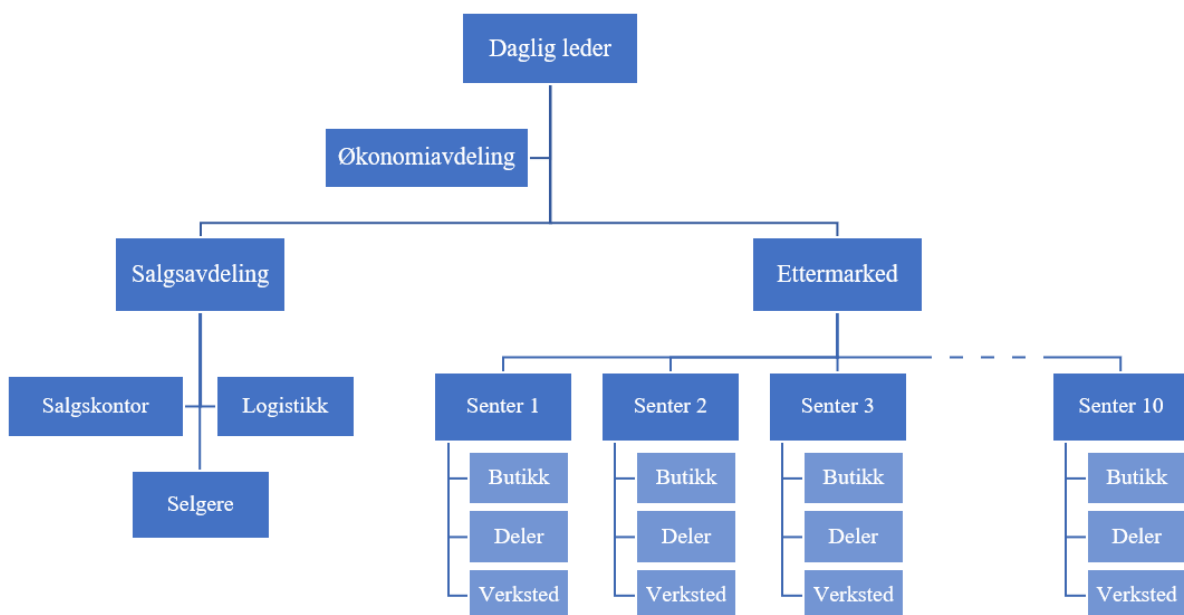 Daglig leder
Økonomiavdeling
Salgsavdeling
Ettermarked
Salgskontor
Logistikk
Selgere
Senter 1
Senter 2
Senter 3
Senter 10
Butikk
Butikk
Butikk
Butikk
Deler
Deler
Deler
Deler
Verksted
Verksted
Verksted
Verksted